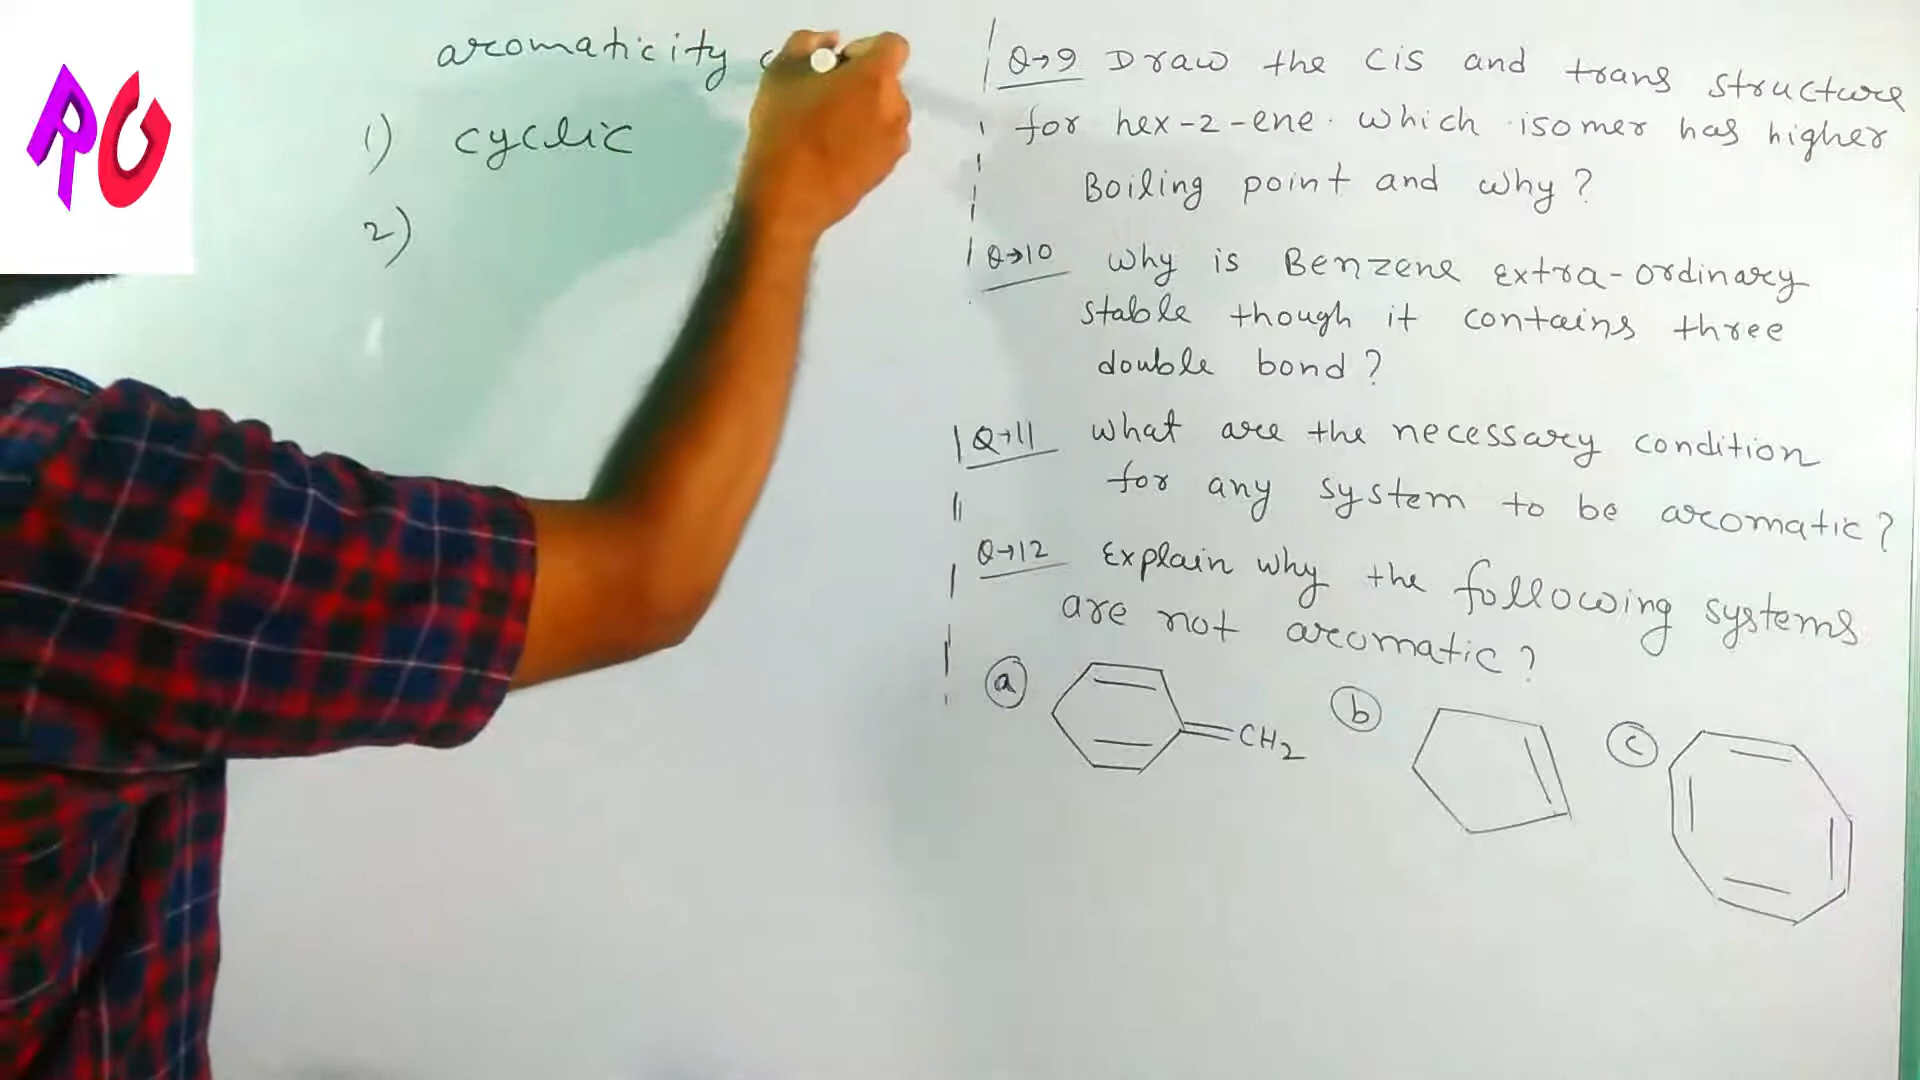 RC
aromaticity
1) cyclic
2)
Q→9 Draw the cis and trans structure
for hex-2-ene. which isomer has higher
Boiling point and why?
Q→10 why is Benzene extra-ordinary
stable though it contains three
double bond?
Q→11 what are the necessary condition
for any system to be aromatic?
Q→12 Explain why the following systems
are not aromatic?
a
=CH2
b
c